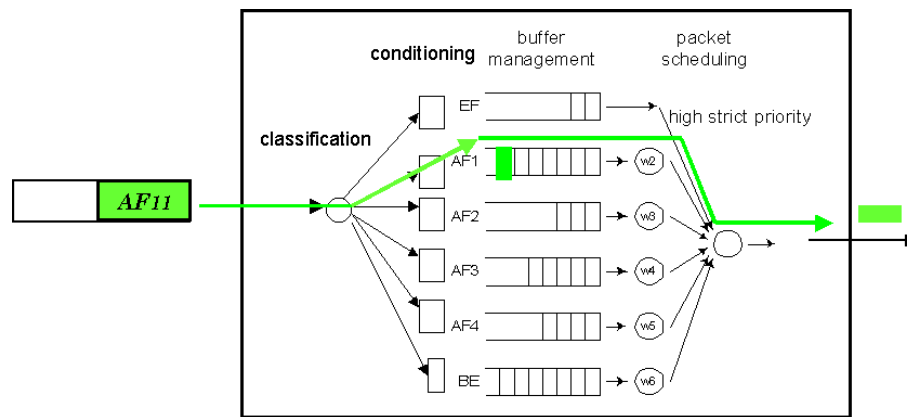 buffer
management
packet
scheduling
conditioning
EF
high strict priority
classification
AF1
w2
AF11
AF2
w3
AF3
w4
AF4
w5
BE
w6